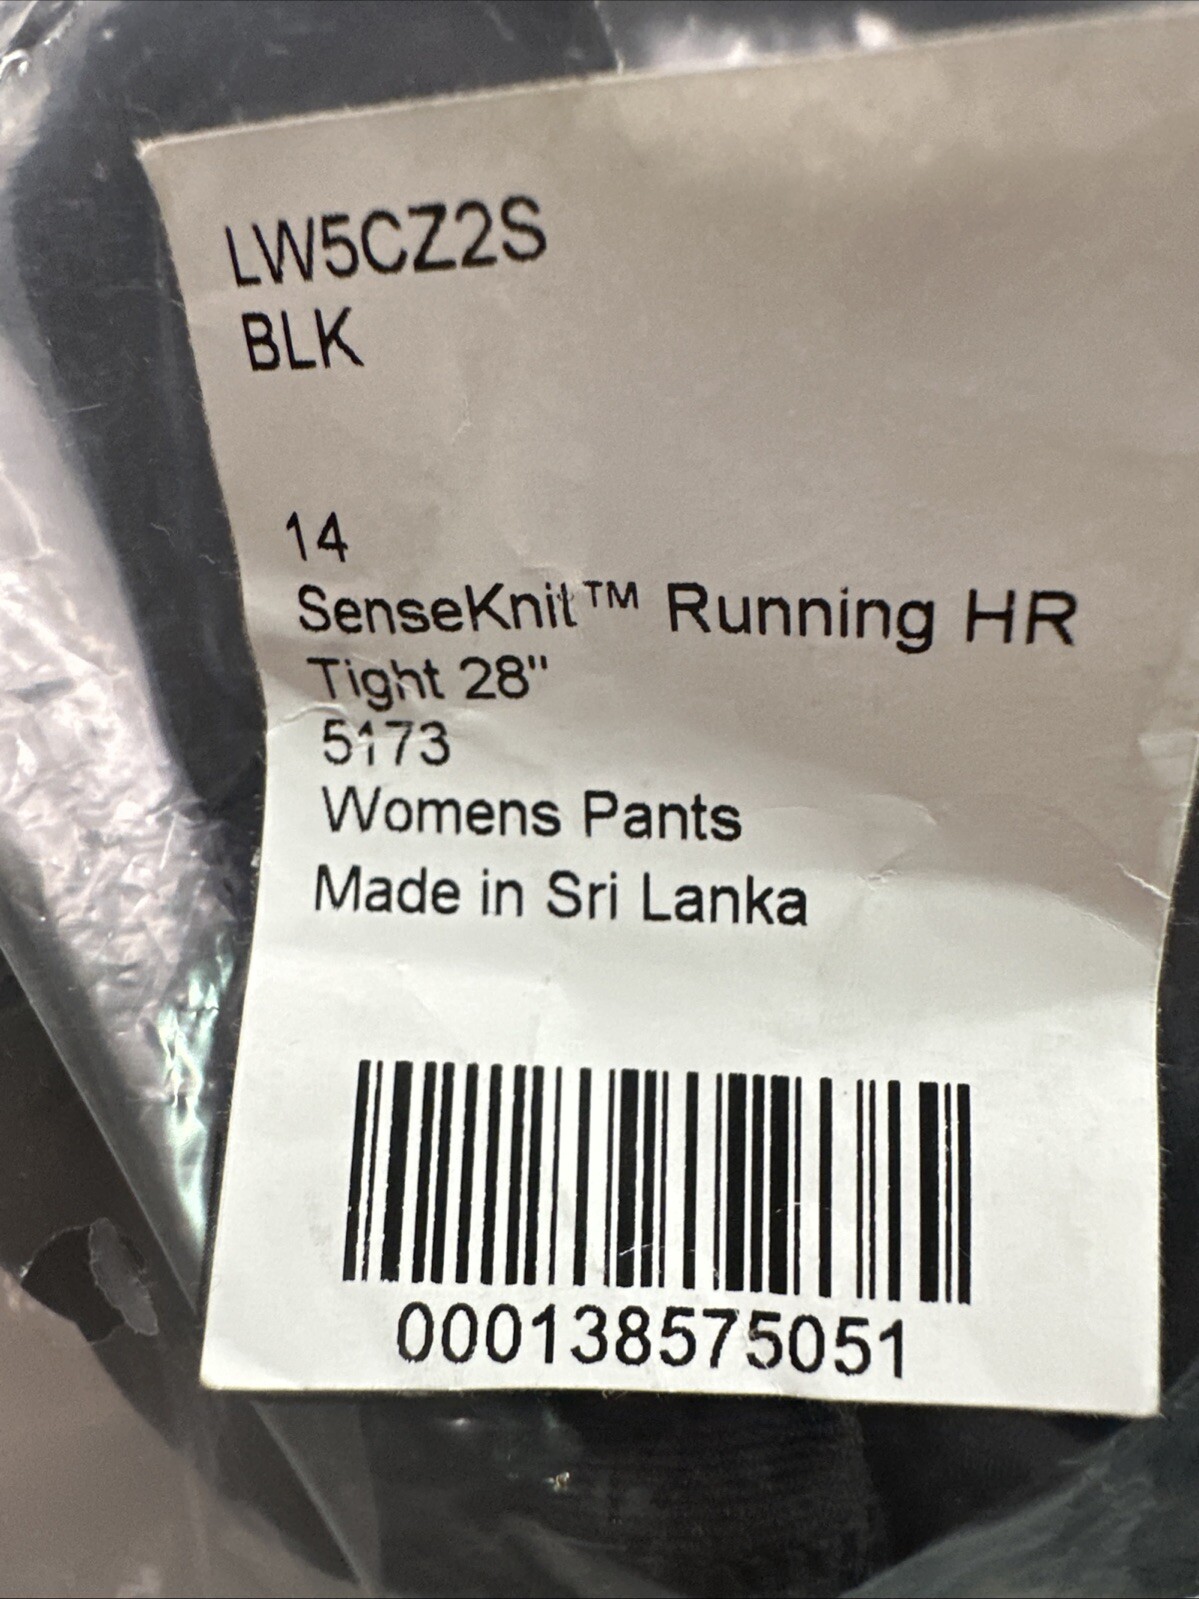 LW5CZ2S
BLK
14
SenseKnit™ Running HR
Tight 28"
5173
Womens Pants
Made in Sri Lanka
000138575051